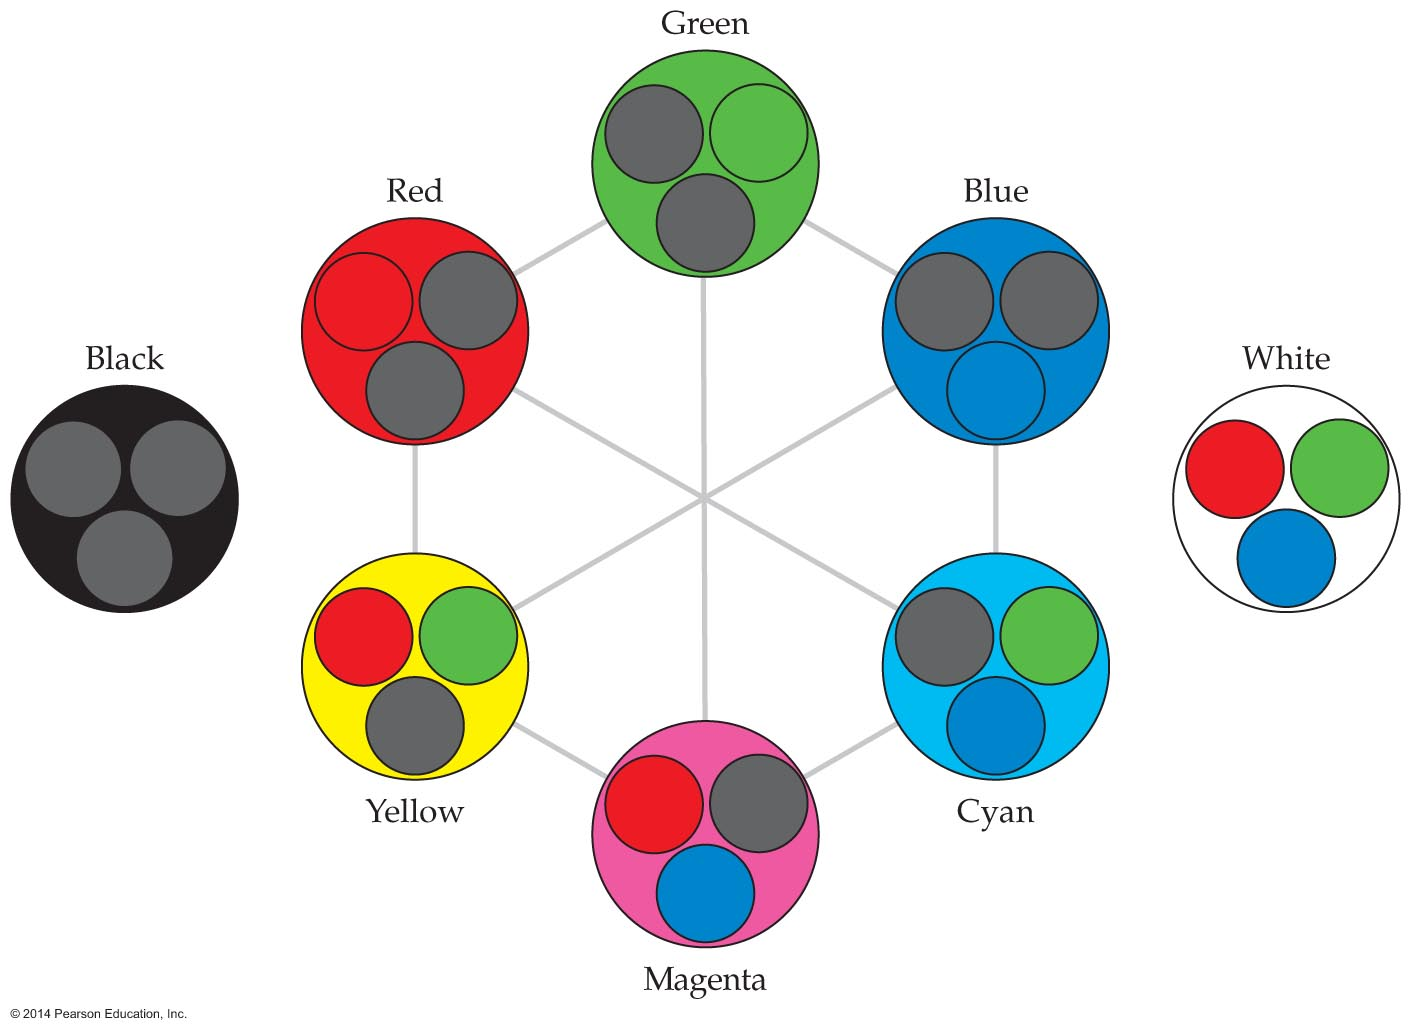 Green
Red
Blue
Black
White
Yellow
Cyan
Magenta
© 2014 Pearson Education, Inc.